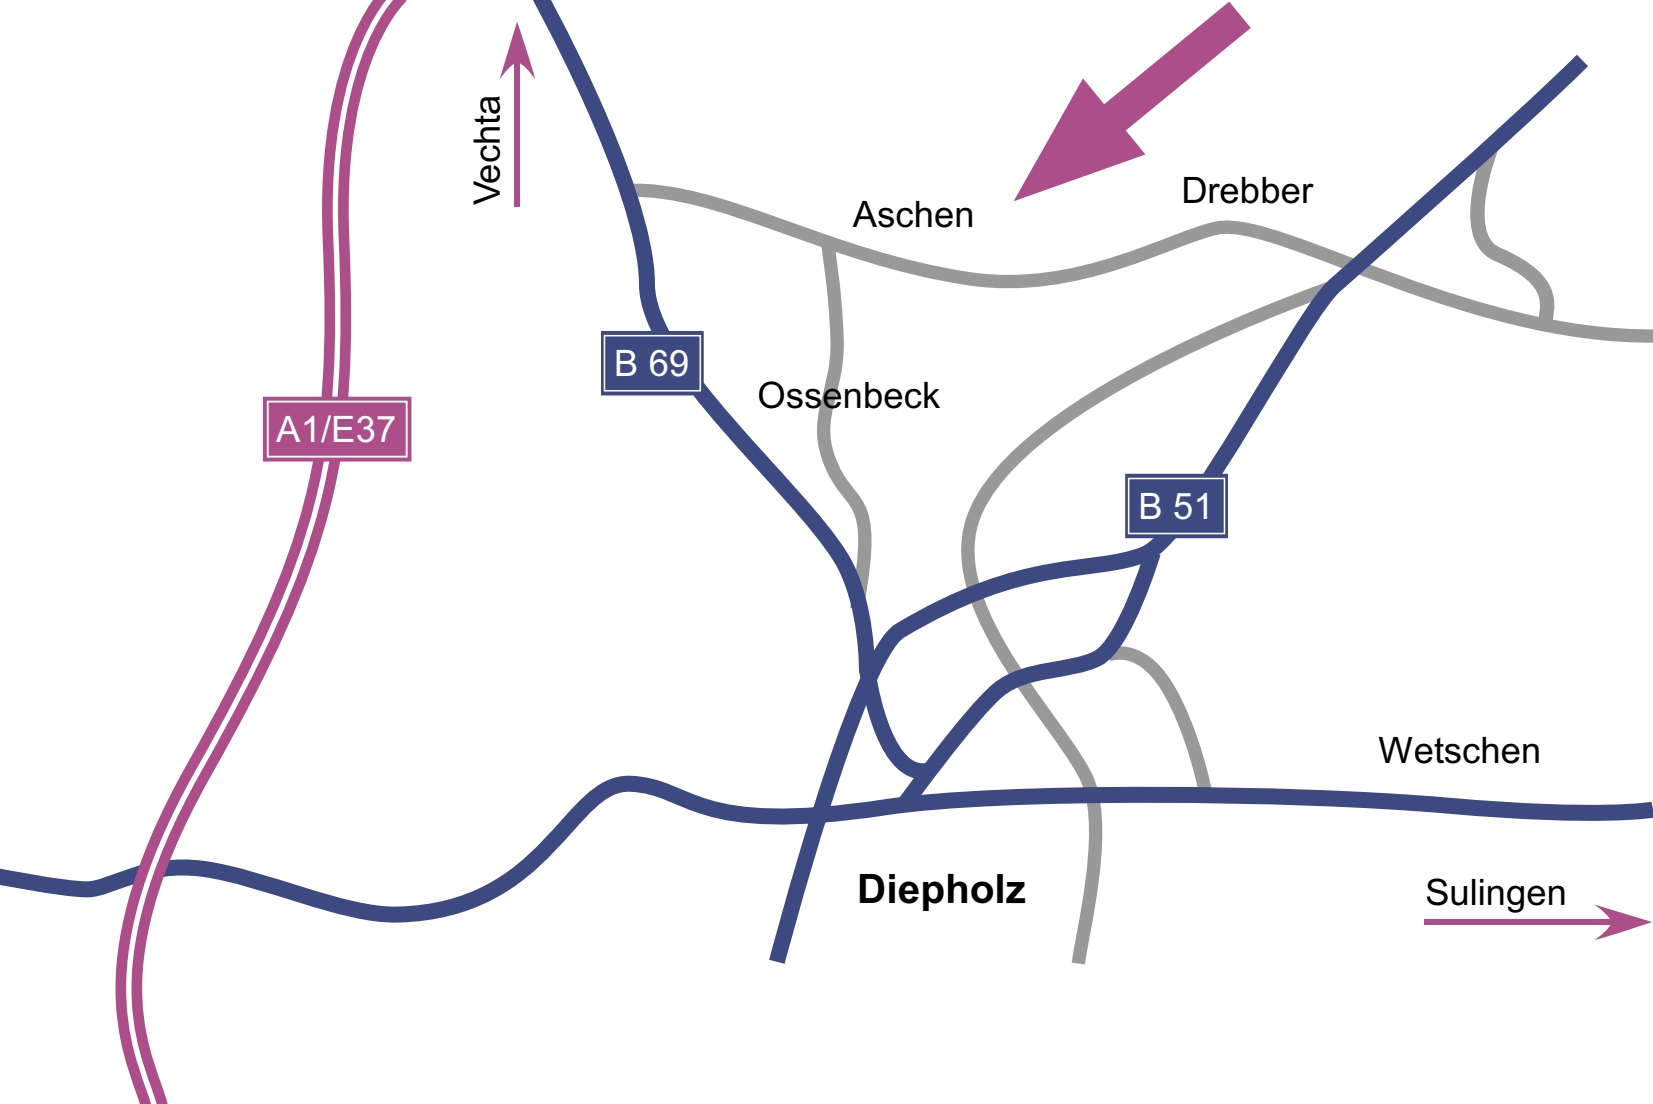 Vechta
Drebber
Aschen
B 69
Ossenbeck
A1/E37
B 51
Wetschen
Diepholz
Sulingen